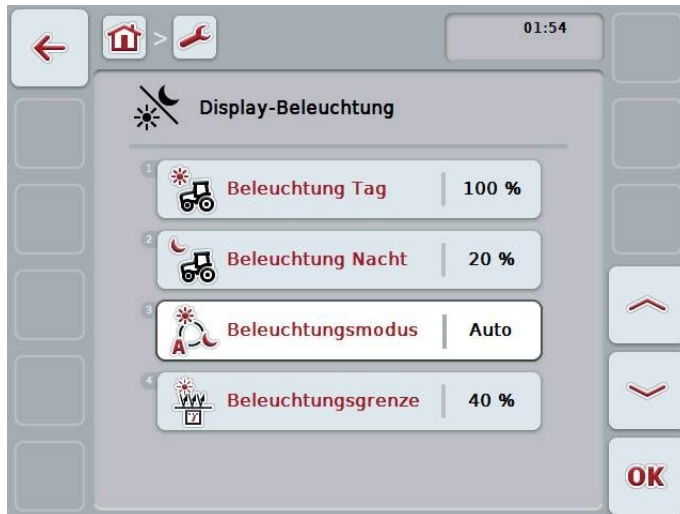 01:54
>
Display-Beleuchtung
1
Beleuchtung Tag 100 %
2
Beleuchtung Nacht 20 %
3
A
Beleuchtungsmodus Auto
4
Beleuchtungsgrenze 40 %
OK